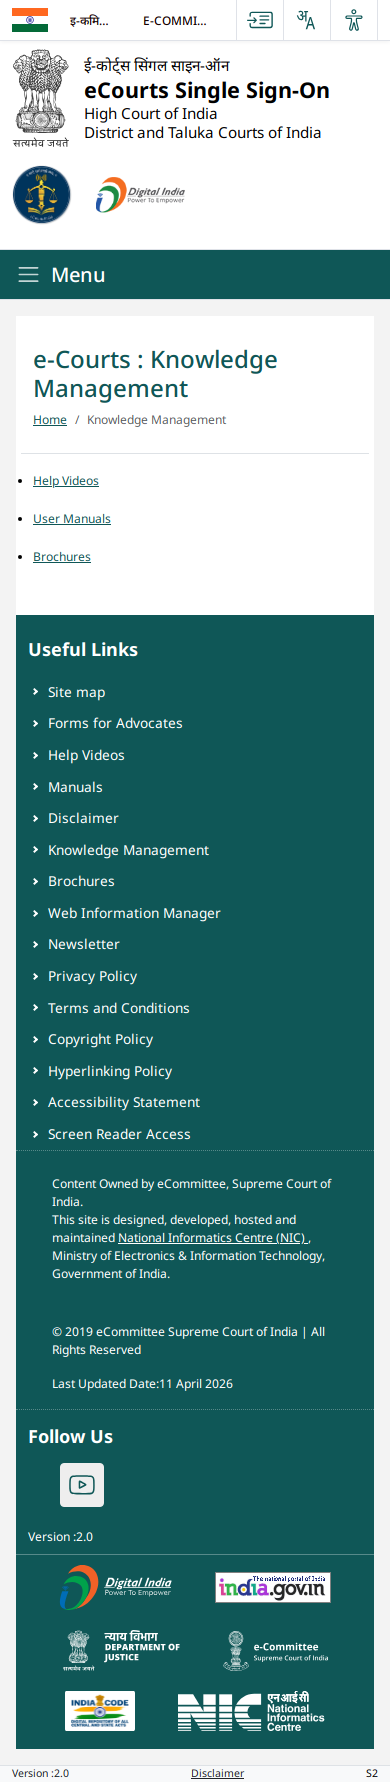 इ-कमि...
E-COMMI...
ई-कोर्ट्स सिंगल साइन-ऑन
eCourts Single Sign-On
High Court of India
District and Taluka Courts of India
सत्यमेव जयते
Digital India
Power To Empower
Menu
e-Courts : Knowledge
Management
Home / Knowledge Management
Help Videos
User Manuals
Brochures
Useful Links
Site map
Forms for Advocates
Help Videos
Manuals
Disclaimer
Knowledge Management
Brochures
Web Information Manager
Newsletter
Privacy Policy
Terms and Conditions
Copyright Policy
Hyperlinking Policy
Accessibility Statement
Screen Reader Access
Content Owned by eCommittee, Supreme Court of
India.
This site is designed, developed, hosted and
maintained National Informatics Centre (NIC) ,
Ministry of Electronics & Information Technology,
Government of India.
© 2019 eCommittee Supreme Court of India | All
Rights Reserved
Last Updated Date:11 April 2026
Follow Us
Version :2.0
Digital India
Power To Empower
The national portal of India
india.gov.in
सत्यमेव जयते
न्याय विभाग
DEPARTMENT OF
JUSTICE
e-Committee
Supreme Court of India
INDIA CODE
DIGITAL REPOSITORY OF ALL
CENTRAL AND STATE ACTS
NIC
एनआईसी
National
Informatics
Centre
Version :2.0
Disclaimer
S2